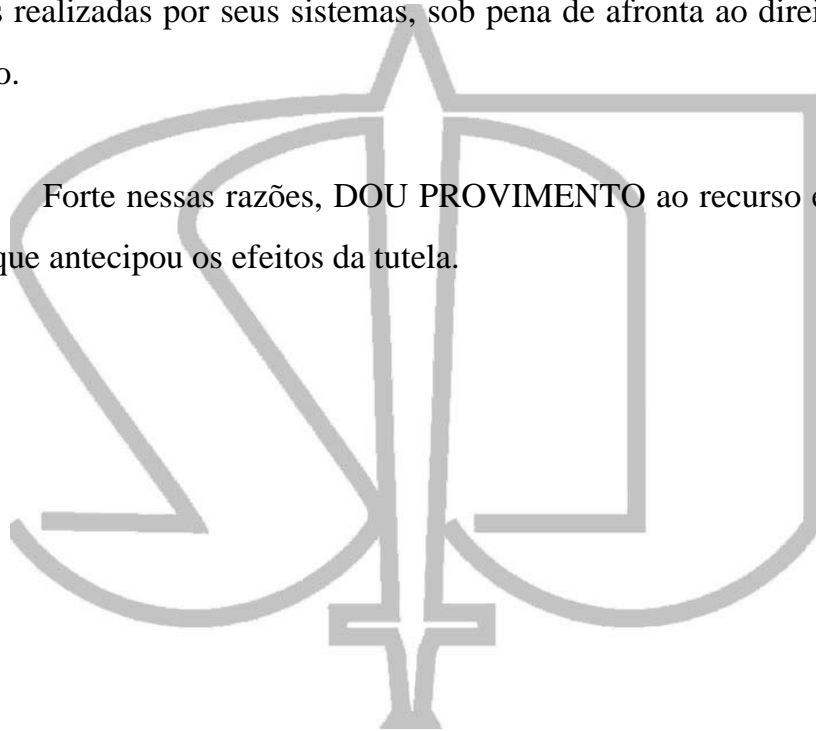 s realizadas por seus sistemas, sob pena de afronta ao direi
o.
Forte nessas razões, DOU PROVIMENTO ao recurso e
que antecipou os efeitos da tutela.